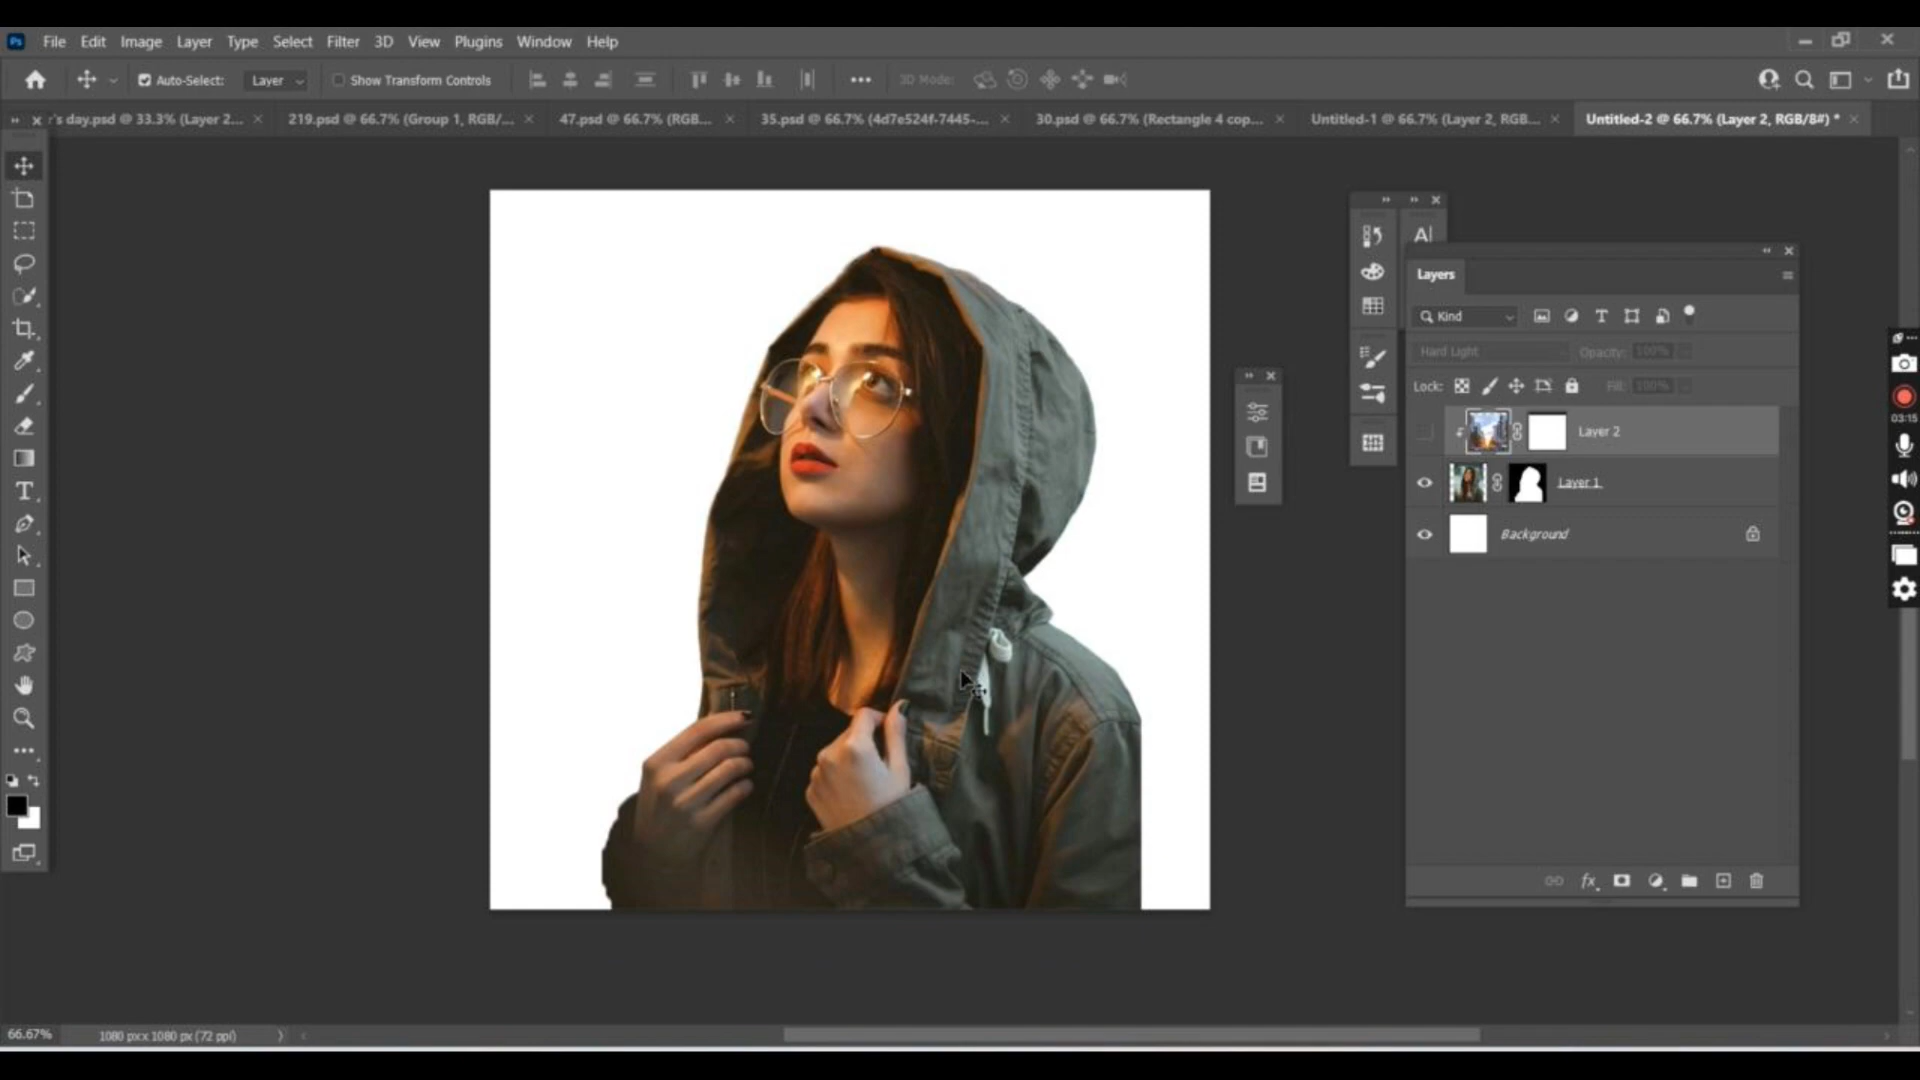 Ps File Edit Image Layer Type Select Filter 3D View Plugins Window Help
Auto-Select: Layer Show Transform Controls 3D Mode:
's day.psd @ 33.3% (Layer 2... 219.psd @ 66.7% (Group 1, RGB/... 47.psd @ 66.7% (RGB... 35.psd @ 66.7% (4d7e524f-7445-... 30.psd @ 66.7% (Rectangle 4 cop... Untitled-1 @ 66.7% (Layer 2, RGB... Untitled-2 @ 66.7% (Layer 2, RGB/8#) *
A
Layers
Kind
Hard Light Opacity: 100%
Lock: Fill: 100%
Layer 2
Layer 1
Background
fx
03:15
66.67% 1080 px x 1080 px (72 ppi)